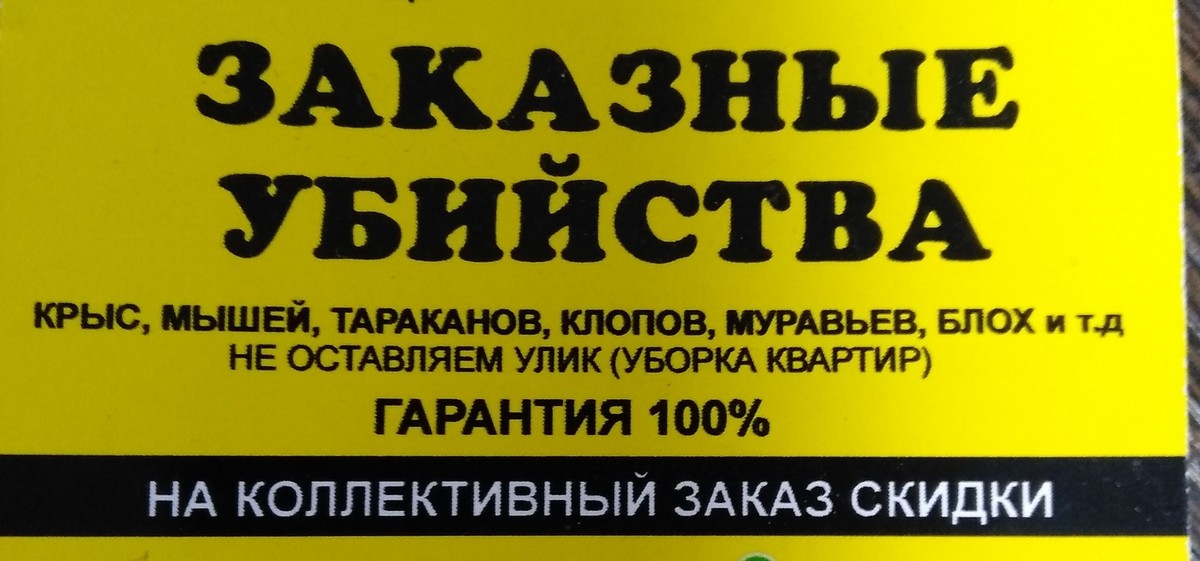 ЗАКАЗНЫЕ
УБИЙСТВА
КРЫС, МЫШЕЙ, ТАРАКАНОВ, КЛОПОВ, МУРАВЬЕВ, БЛОХ и т.д
НЕ ОСТАВЛЯЕМ УЛИК (УБОРКА КВАРТИР)
ГАРАНТИЯ 100%
НА КОЛЛЕКТИВНЫЙ ЗАКАЗ СКИДКИ